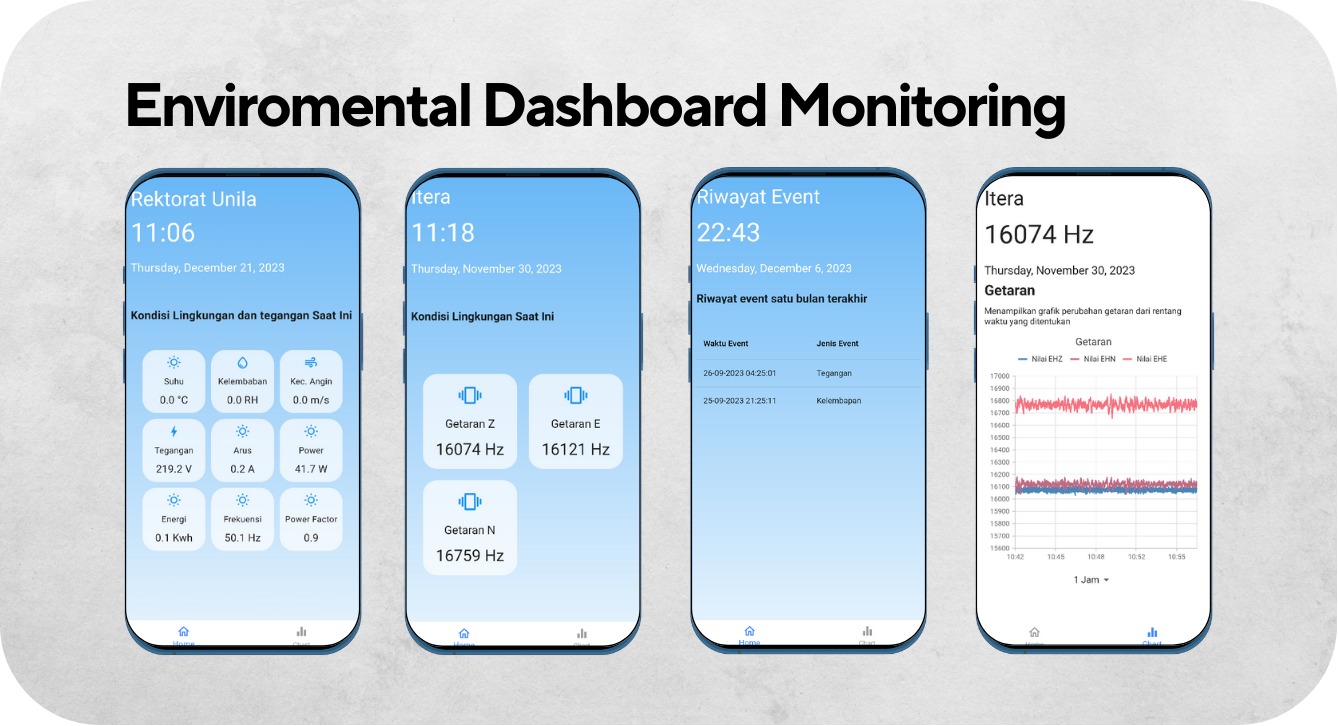 Enviromental Dashboard Monitoring
Rektorat Unila
11:06
Thursday, December 21, 2023
Kondisi Lingkungan dan tegangan Saat Ini
Suhu
0.0 °C
Kelembaban
0.0 RH
Kec. Angin
0.0 m/s
Tegangan
219.2 V
Arus
0.2 A
Power
41.7 W
Energi
0.1 Kwh
Frekuensi
50.1 Hz
Power Factor
0.9
Home
Chart
Itera
11:18
Thursday, November 30, 2023
Kondisi Lingkungan Saat Ini
Getaran Z
16074 Hz
Getaran E
16121 Hz
Getaran N
16759 Hz
Home
Chart
Riwayat Event
22:43
Wednesday, December 6, 2023
Riwayat event satu bulan terakhir
Waktu Event Jenis Event
26-09-2023 04:25:01 Tegangan
25-09-2023 21:25:11 Kelembapan
Home
Chart
Itera
16074 Hz
Thursday, November 30, 2023
Getaran
Menampilkan grafik perubahan getaran dari rentang
waktu yang ditentukan
Getaran
Nilai EHZ Nilai EHN Nilai EHE
17000
16900
16800
16700
16600
16500
16400
16300
16200
16100
16000
15900
15800
15700
15600
10:42 10:45 10:48 10:52 10:55
1 Jam
Home
Chart